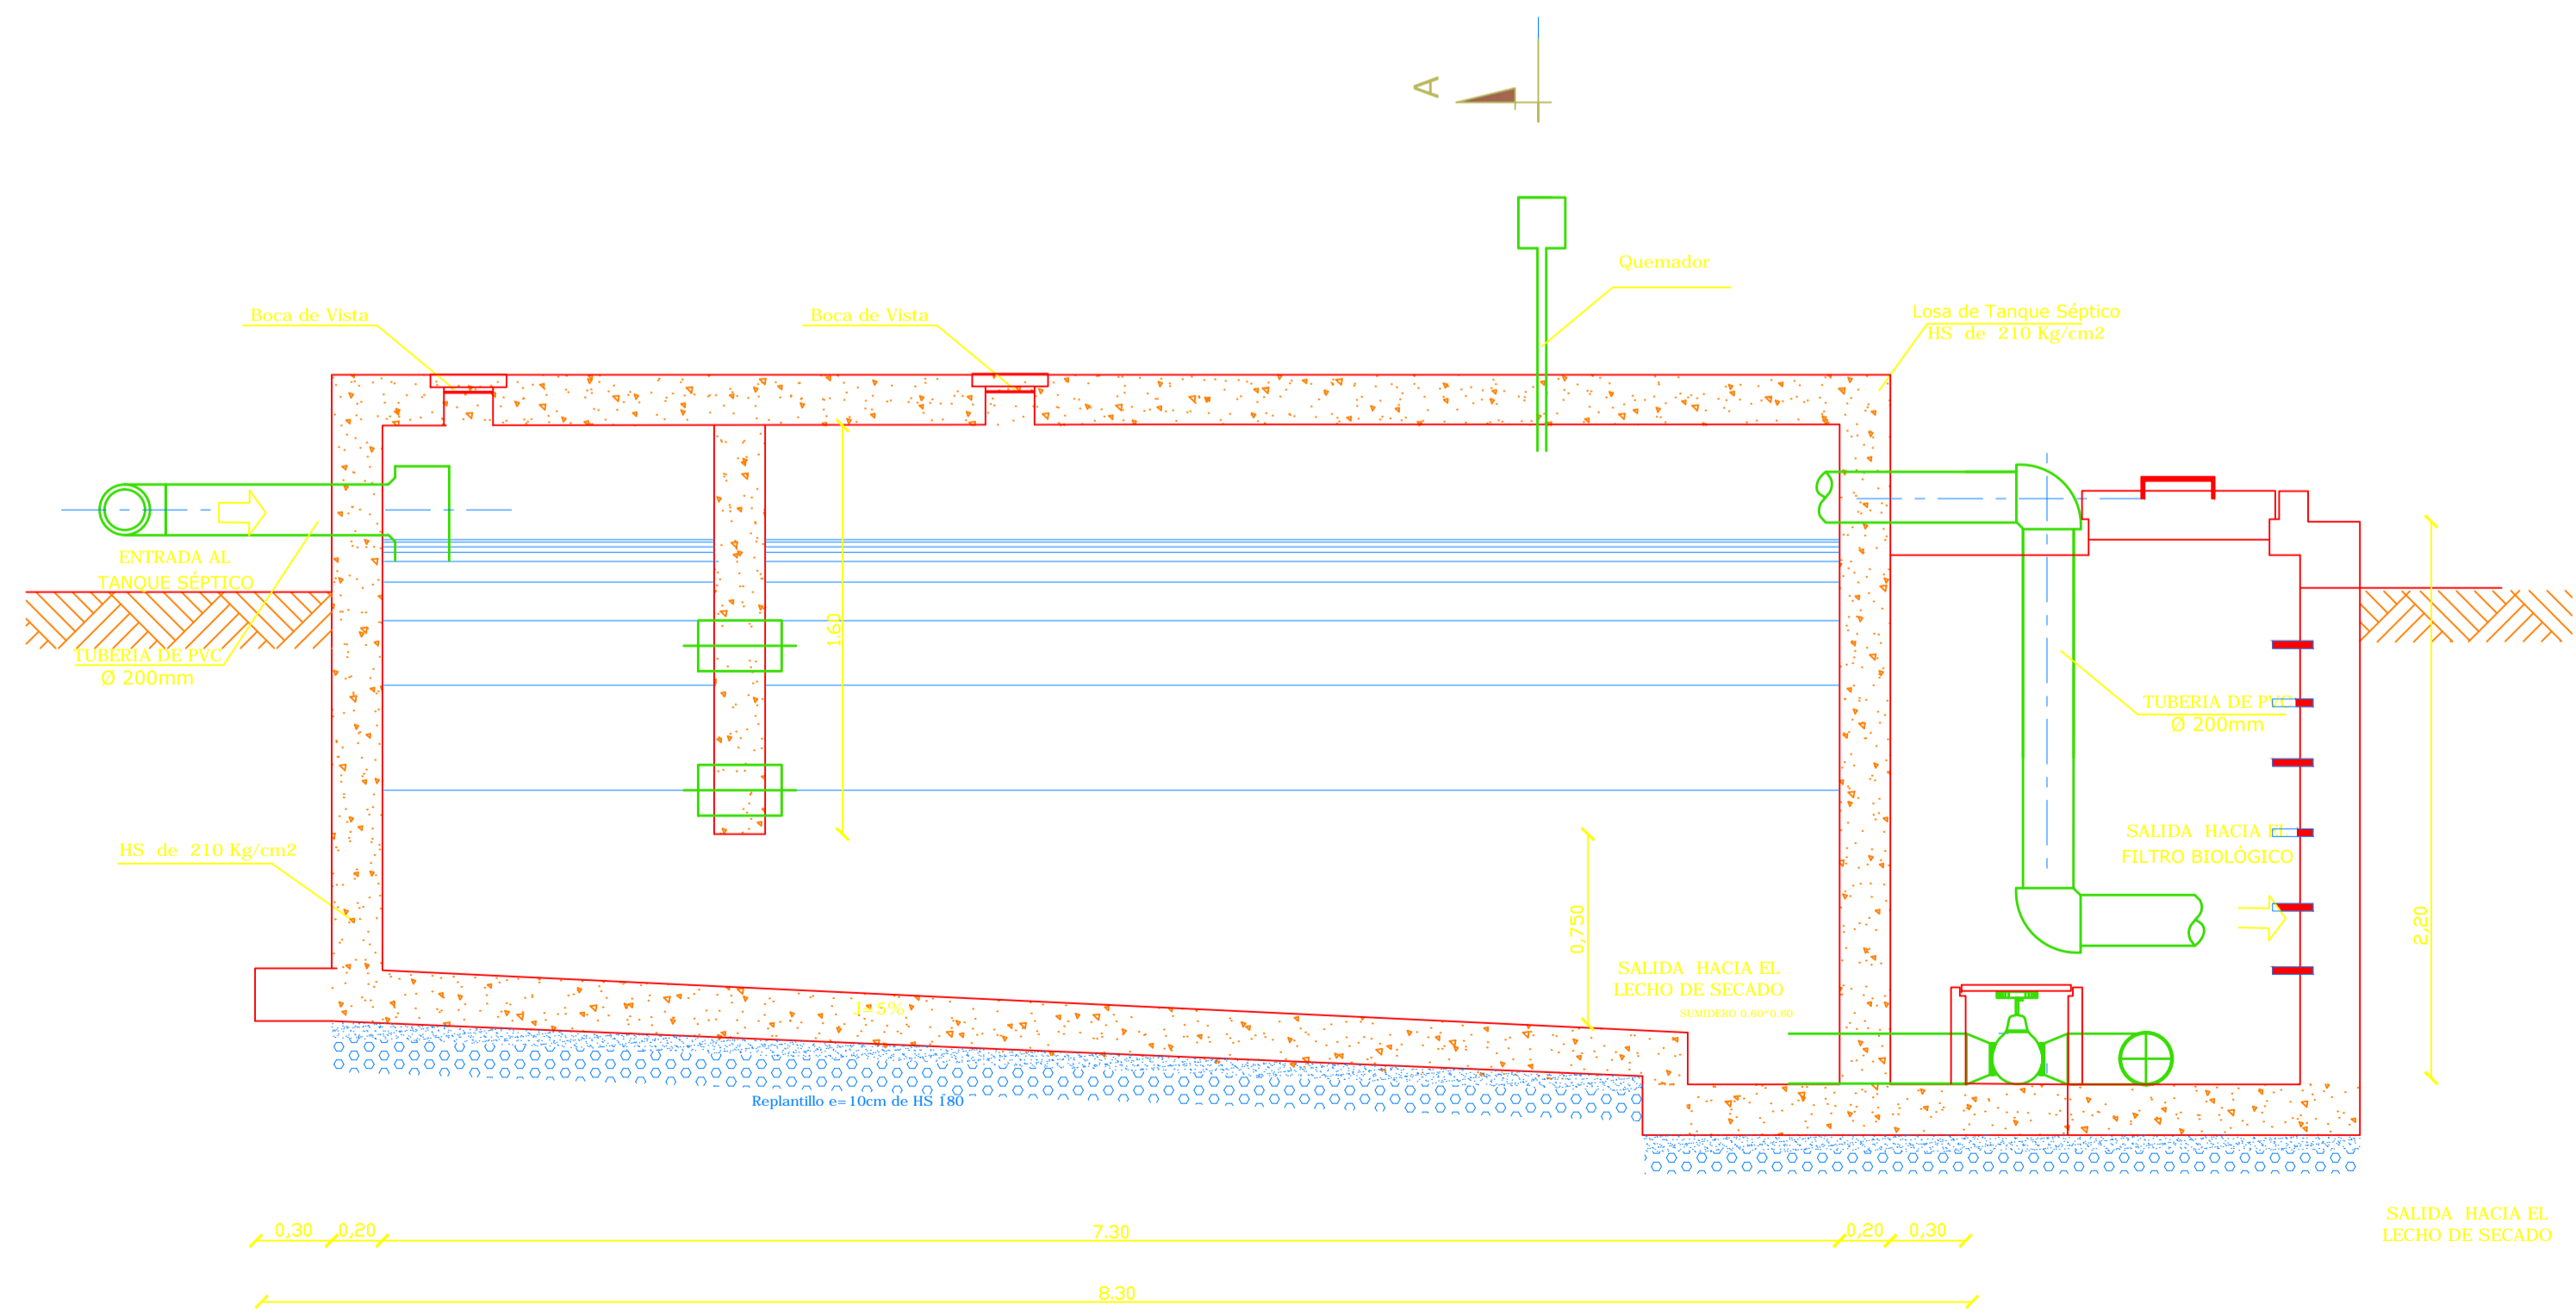 A
Quemador
Boca de Vista
Boca de Vista
Losa de Tanque Séptico
HS de 210 Kg/cm2
ENTRADA AL
TANQUE SÉPTICO
TUBERIA DE PVC
Ø 200mm
1.60
TUBERIA DE PVC
Ø 200mm
SALIDA HACIA EL
FILTRO BIOLÓGICO
HS de 210 Kg/cm2
0,750
2,20
SALIDA HACIA EL
LECHO DE SECADO
SUMIDERO 0.60*0.60
J=5%
Replantillo e=10cm de HS 180
SALIDA HACIA EL
LECHO DE SECADO
0,30 0,20 7.30 0,20 0,30
8.30